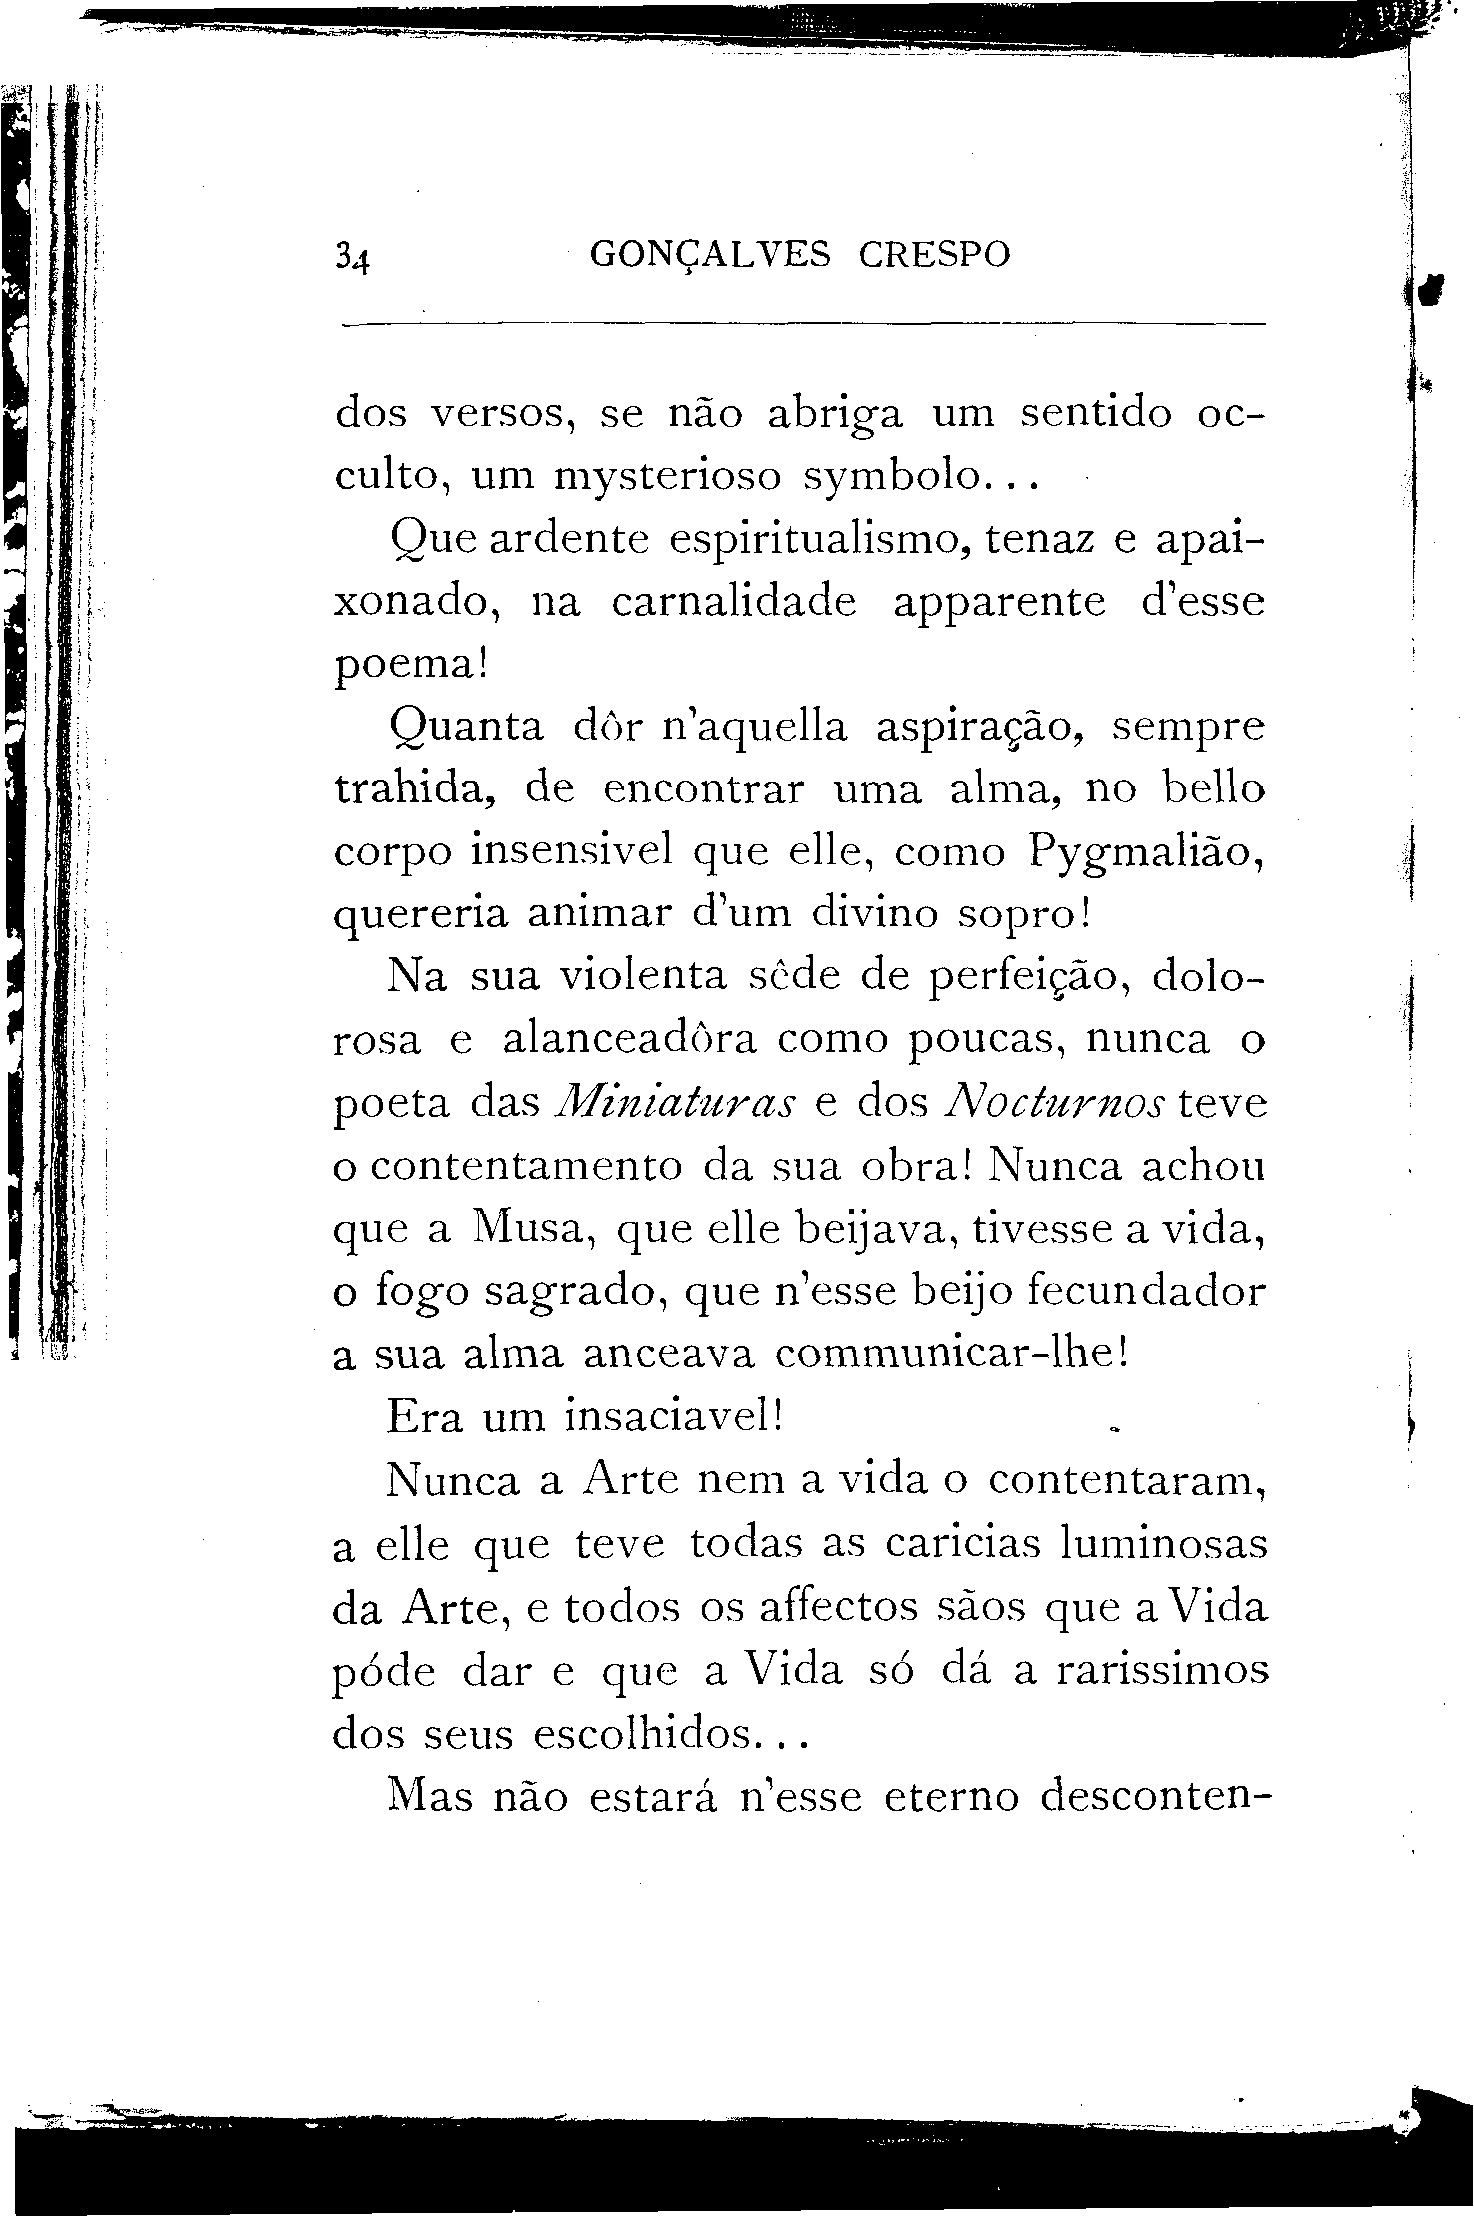 34 GONÇALVES CRESPO
dos versos, se não abriga um sentido oc-
culto, um mysterioso symbolo...
Que ardente espiritualismo, tenaz e apai-
xonado, na carnalidade apparente d'esse
poema!
Quanta dôr n'aquella aspiração, sempre
trahida, de encontrar uma alma, no bello
corpo insensivel que elle, como Pygmalião,
quereria animar d'um divino sopro!
Na sua violenta sêde de perfeição, dolo-
rosa e alanceadôra como poucas, nunca o
poeta das Miniaturas e dos Nocturnos teve
o contentamento da sua obra! Nunca achou
que a Musa, que elle beijava, tivesse a vida,
o fogo sagrado, que n'esse beijo fecundador
a sua alma anceava communicar-lhe!
Era um insaciavel!
Nunca a Arte nem a vida o contentaram,
a elle que teve todas as caricias luminosas
da Arte, e todos os affectos sãos que a Vida
póde dar e que a Vida só dá a rarissimos
dos seus escolhidos...
Mas não estará n'esse eterno desconten-